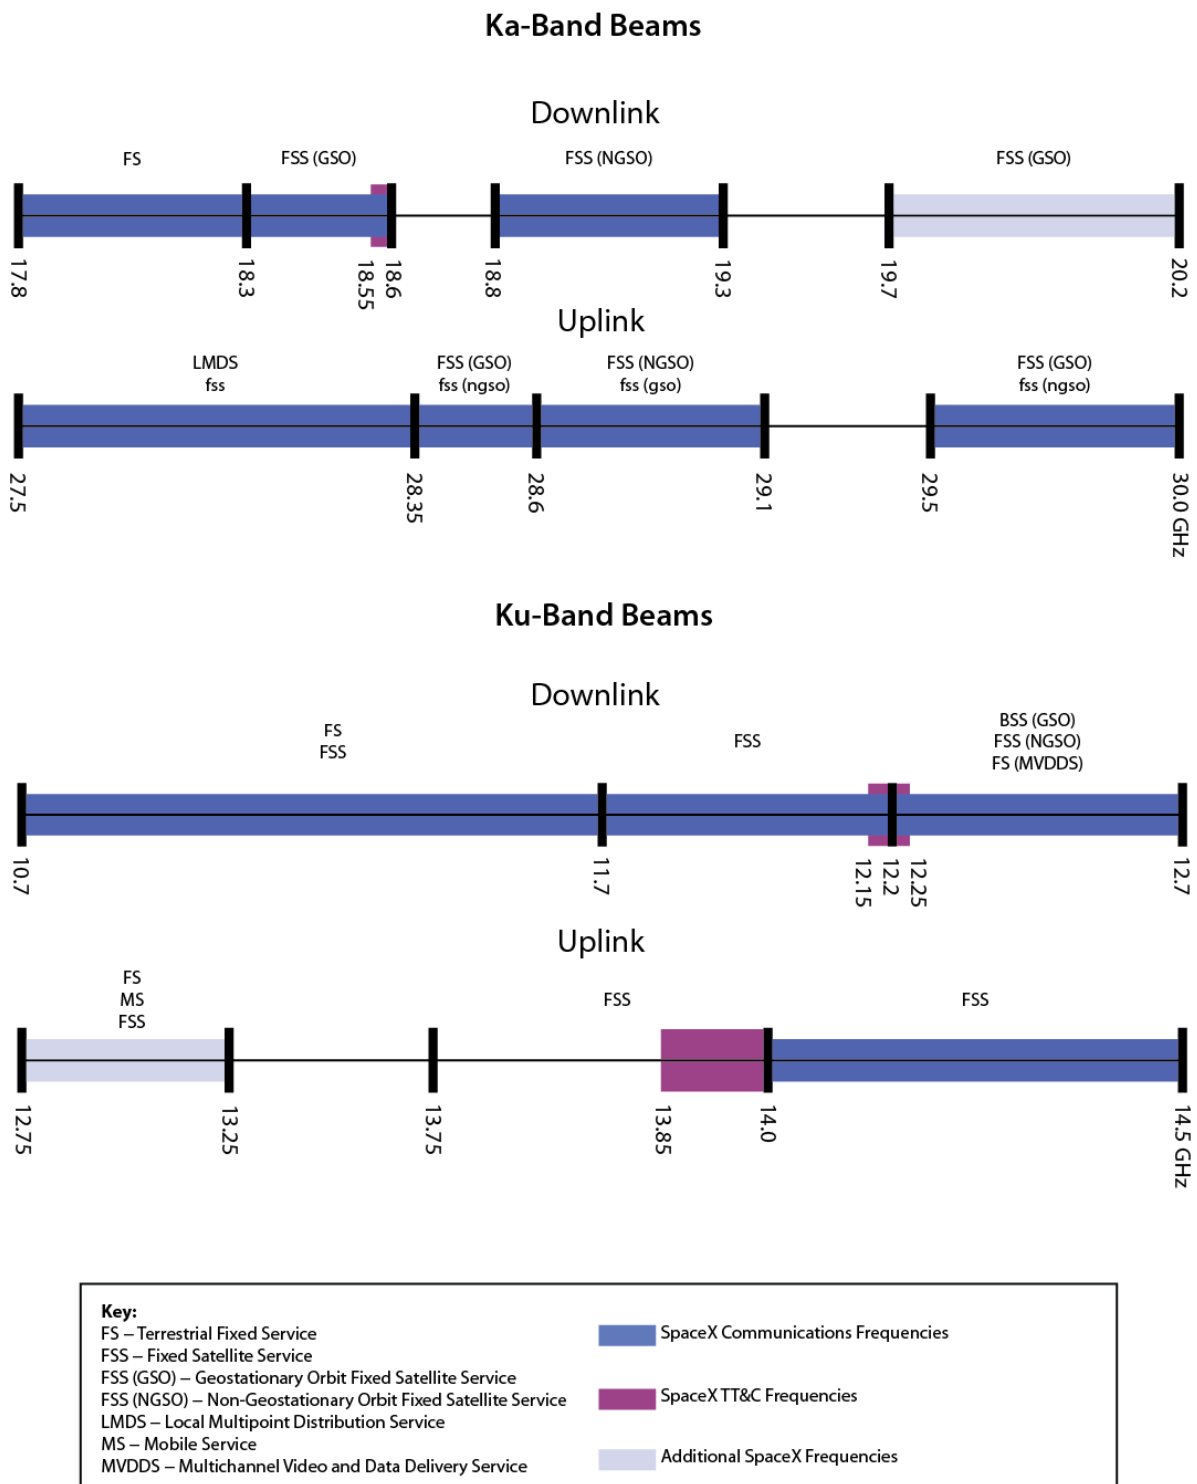 Ka-Band Beams
Downlink
FS
FSS (GSO)
FSS (NGSO)
FSS (GSO)
17.8
18.3
18.55
18.6
18.8
19.3
19.7
20.2
Uplink
LMDS
fss
FSS (GSO)
fss (ngso)
FSS (NGSO)
fss (gso)
FSS (GSO)
fss (ngso)
27.5
28.35
28.6
29.1
29.5
30.0 GHz
Ku-Band Beams
Downlink
FS
FSS
FSS
BSS (GSO)
FSS (NGSO)
FS (MVDDS)
10.7
11.7
12.15
12.2
12.25
12.7
Uplink
FS
MS
FSS
FSS
FSS
12.75
13.25
13.75
13.85
14.0
14.5 GHz
Key:
FS – Terrestrial Fixed Service
FSS – Fixed Satellite Service
FSS (GSO) – Geostationary Orbit Fixed Satellite Service
FSS (NGSO) – Non-Geostationary Orbit Fixed Satellite Service
LMDS – Local Multipoint Distribution Service
MS – Mobile Service
MVDDS – Multichannel Video and Data Delivery Service
SpaceX Communications Frequencies
SpaceX TT&C Frequencies
Additional SpaceX Frequencies